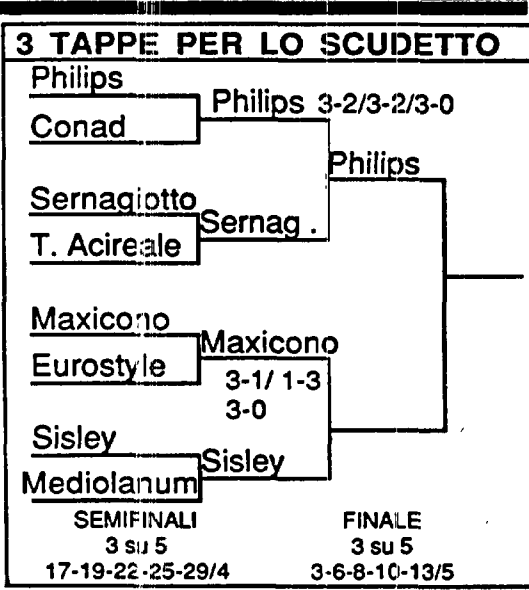 3 TAPPE PER LO SCUDETTO
Philips
Conad
Philips 3-2/3-2/3-0
Philips
Sernagiotto
T. Acireale
Sernag.
Maxicono
Eurostyle
Maxicono
3-1/ 1-3
3-0
Sisley
Mediolanum
Sisley
SEMIFINALI
3 su 5
17-19-22-25-29/4
FINALE
3 su 5
3-6-8-10-13/5